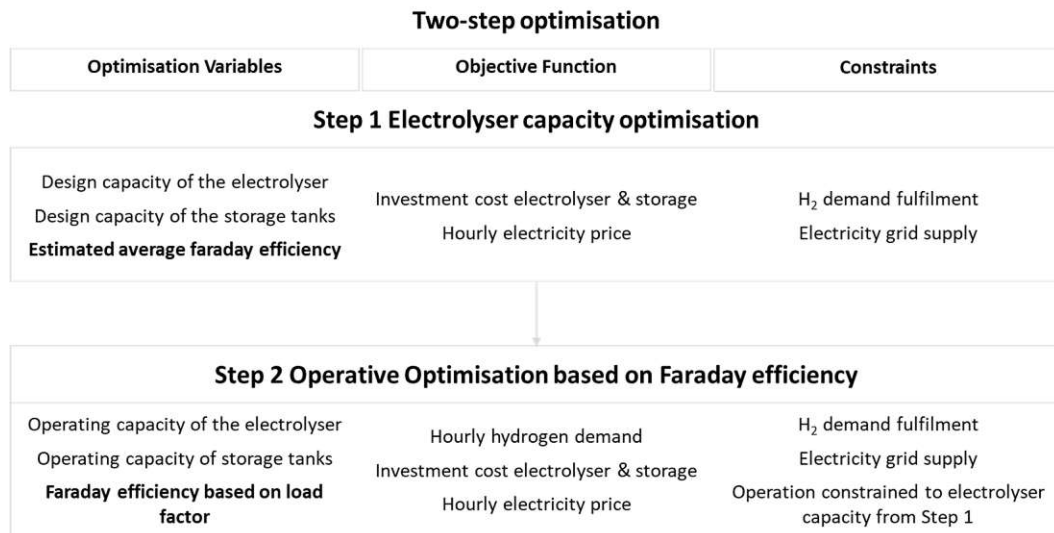 Two-step optimisation
Optimisation Variables
Objective Function
Constraints
Step 1 Electrolyser capacity optimisation
Design capacity of the electrolyser
Design capacity of the storage tanks
Estimated average faraday efficiency
Investment cost electrolyser & storage
Hourly electricity price
H₂ demand fulfilment
Electricity grid supply
Step 2 Operative Optimisation based on Faraday efficiency
Operating capacity of the electrolyser
Operating capacity of storage tanks
Faraday efficiency based on load
factor
Hourly hydrogen demand
Investment cost electrolyser & storage
Hourly electricity price
H₂ demand fulfilment
Electricity grid supply
Operation constrained to electrolyser
capacity from Step 1